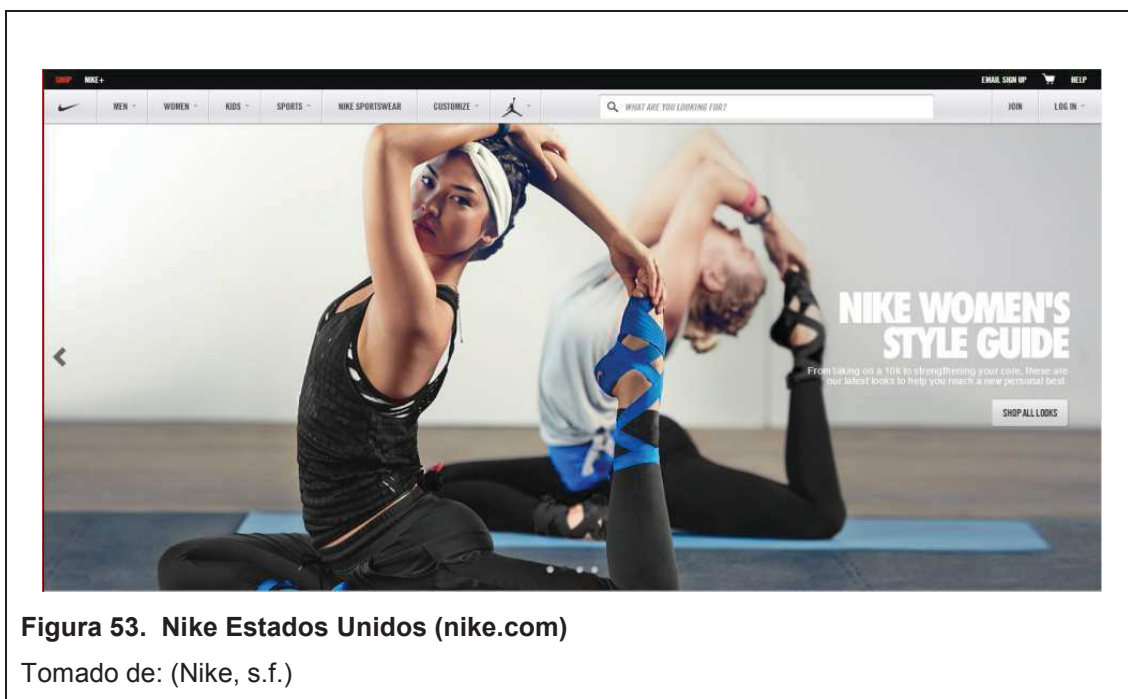 SHOP NIKE+ EMAIL SIGN UP HELP
MEN WOMEN KIDS SPORTS NIKE SPORTSWEAR CUSTOMIZE WHAT ARE YOU LOOKING FOR? JOIN LOG IN
NIKE WOMEN'S
STYLE GUIDE
From taking on a 10k to strengthening your core, these are
our latest looks to help you reach a new personal best.
SHOP ALL LOOKS
Figura 53. Nike Estados Unidos (nike.com)
Tomado de: (Nike, s.f.)